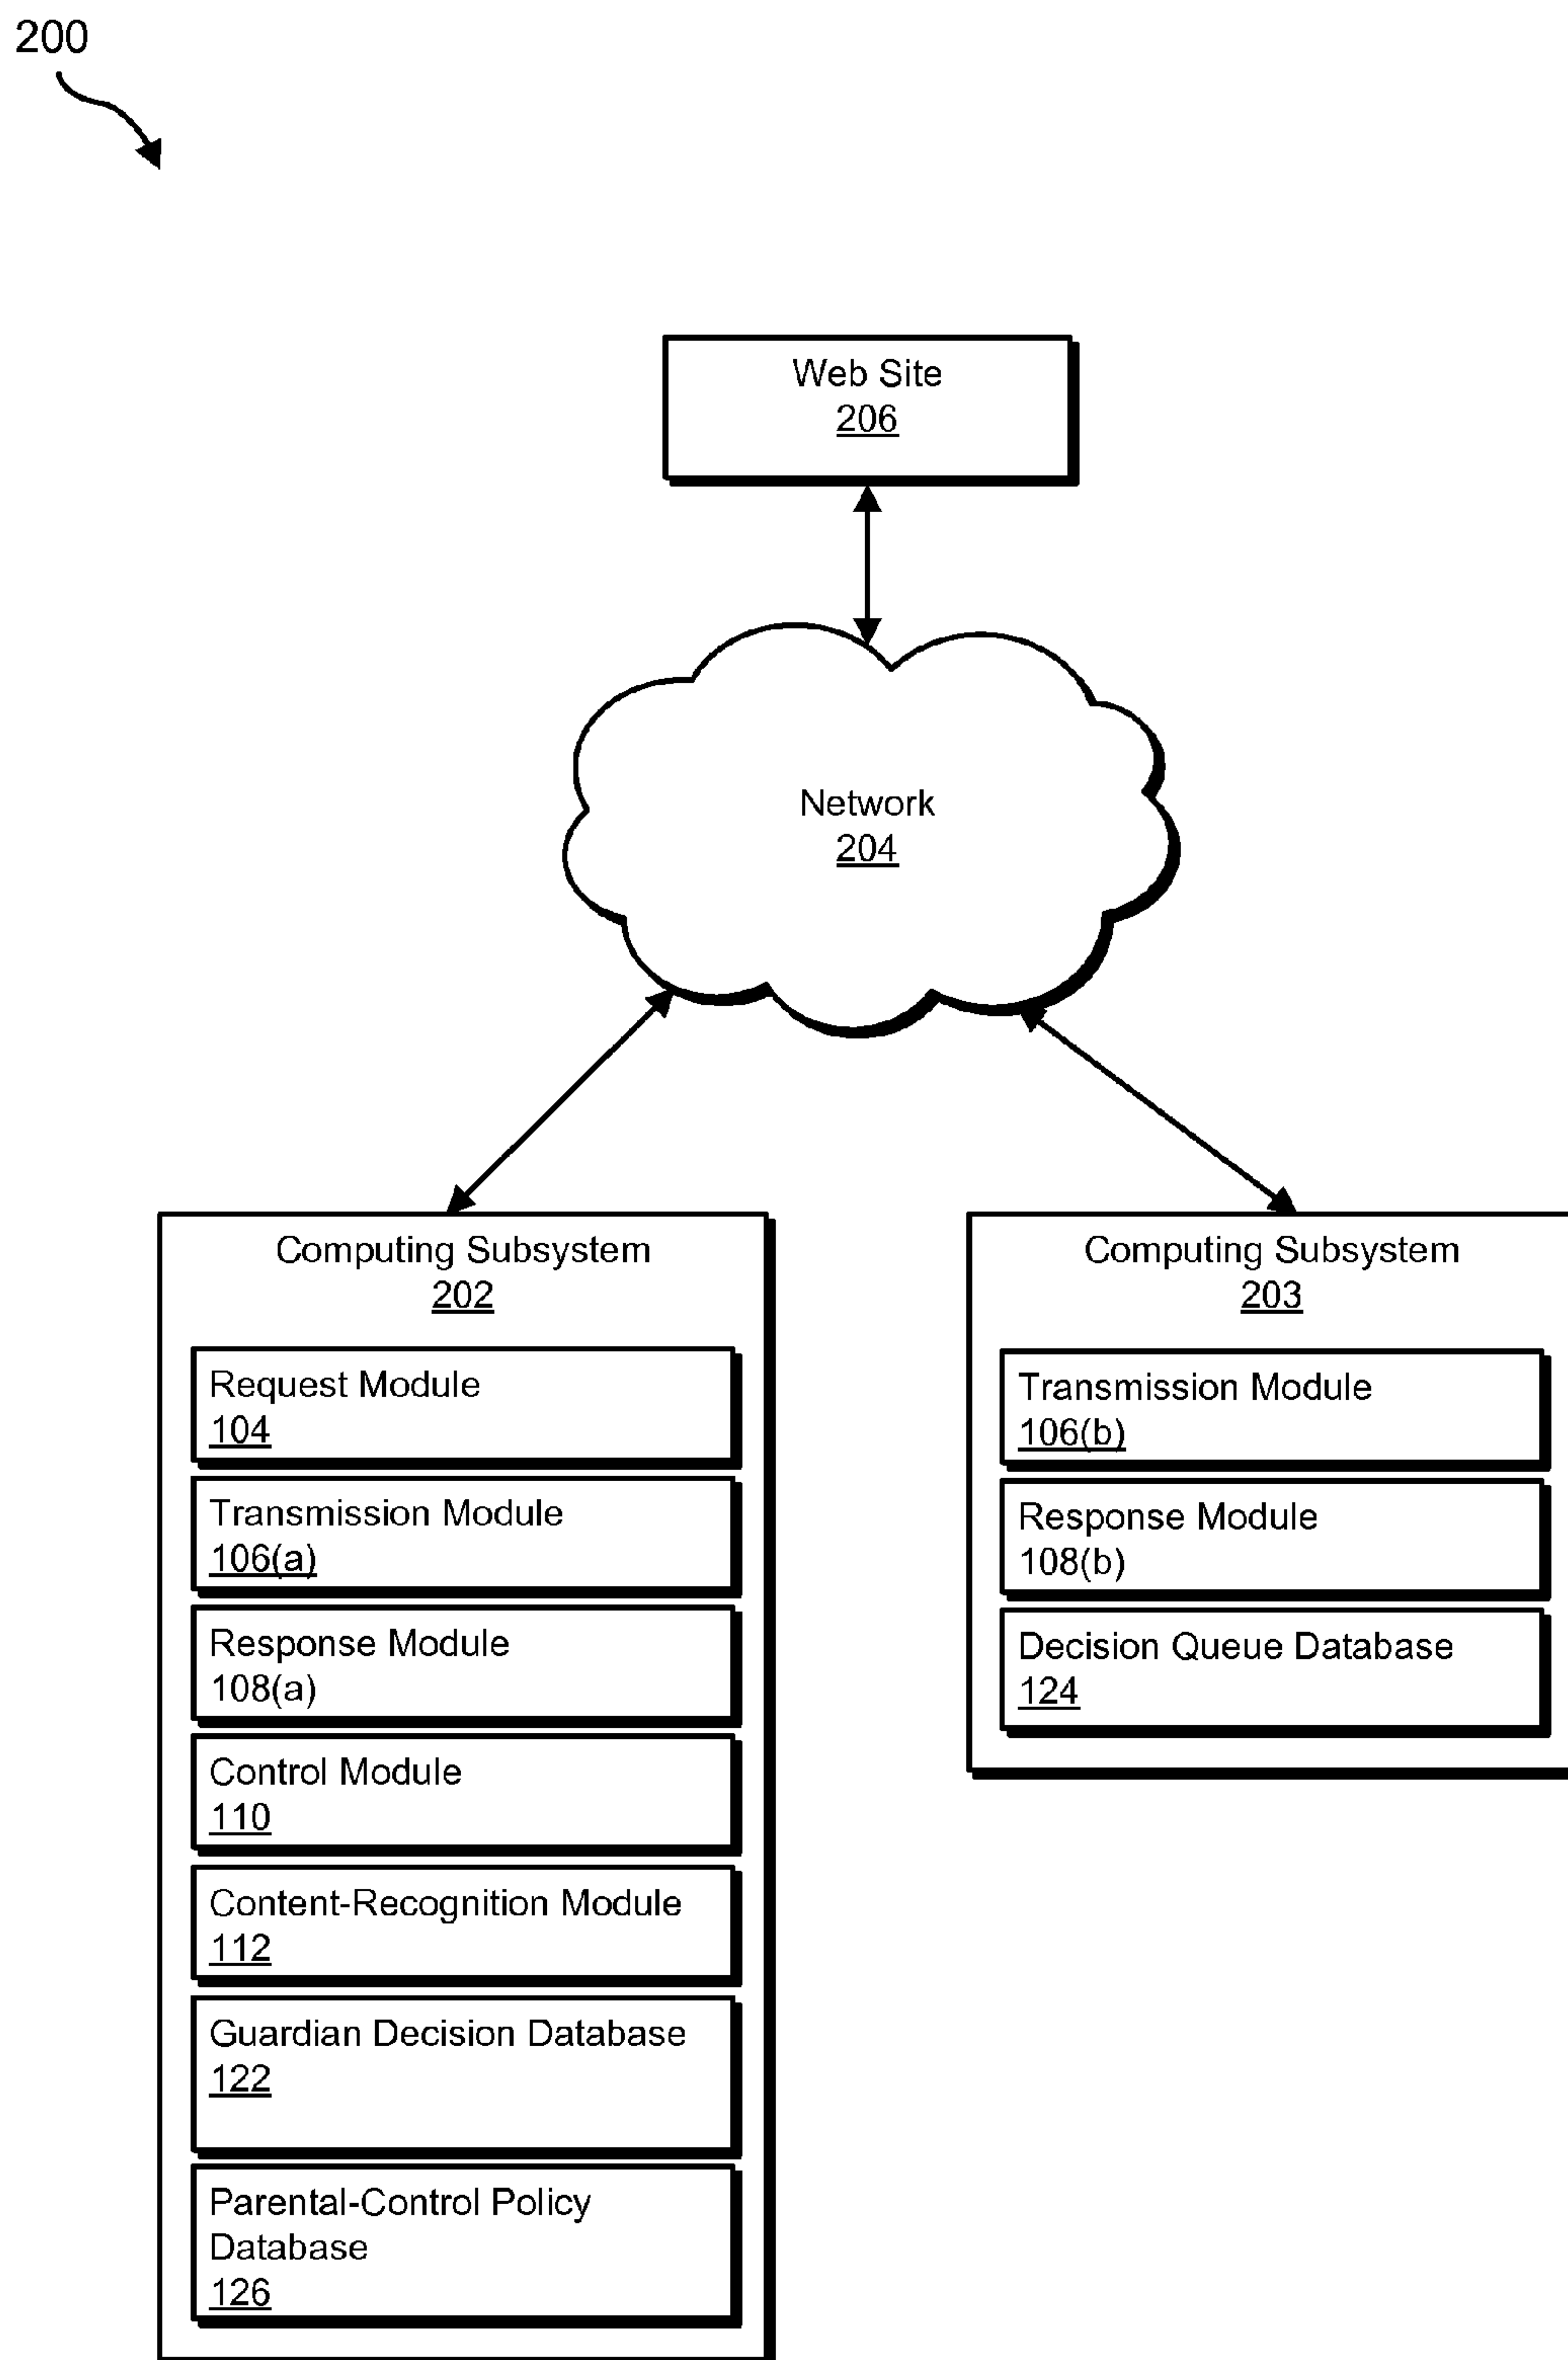 200
Web Site
206
Network
204
Computing Subsystem
202
Request Module
104
Transmission Module
106(a)
Response Module
108(a)
Control Module
110
Content-Recognition Module
112
Guardian Decision Database
122
Parental-Control Policy
Database
126
Computing Subsystem
203
Transmission Module
106(b)
Response Module
108(b)
Decision Queue Database
124